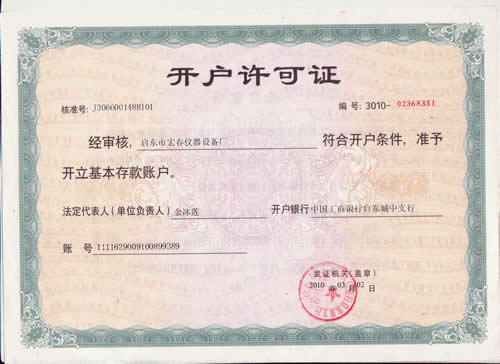 开户许可证
核准号: J3066001488101 编号: 3010-02368351
经审核, 启东市宏春仪器设备厂 符合开户条件, 准予
开立基本存款账户。
法定代表人(单位负责人) 金冰莲 开户银行 中国工商银行启东城中支行
账号 1111629009100899389
发证机关(盖章)
2010 年 03 月 02 日